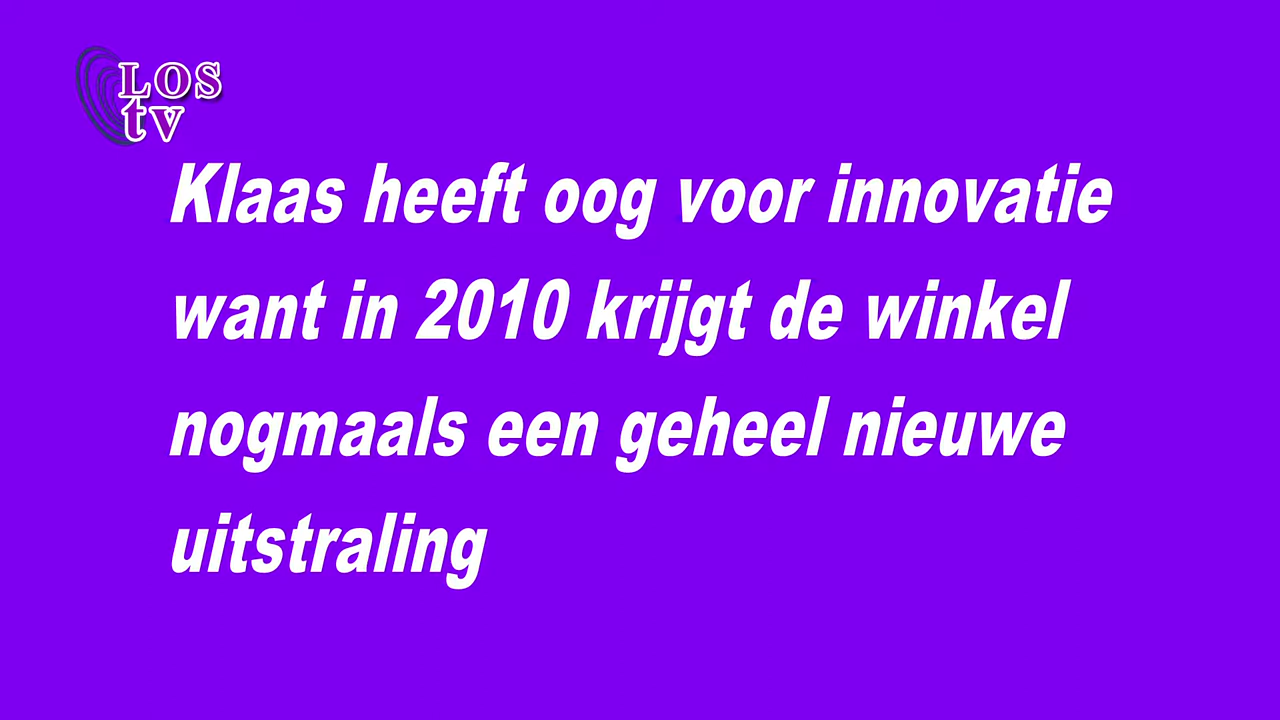 LOS
tv
Klaas heeft oog voor innovatie
want in 2010 krijgt de winkel
nogmaals een geheel nieuwe
uitstraling